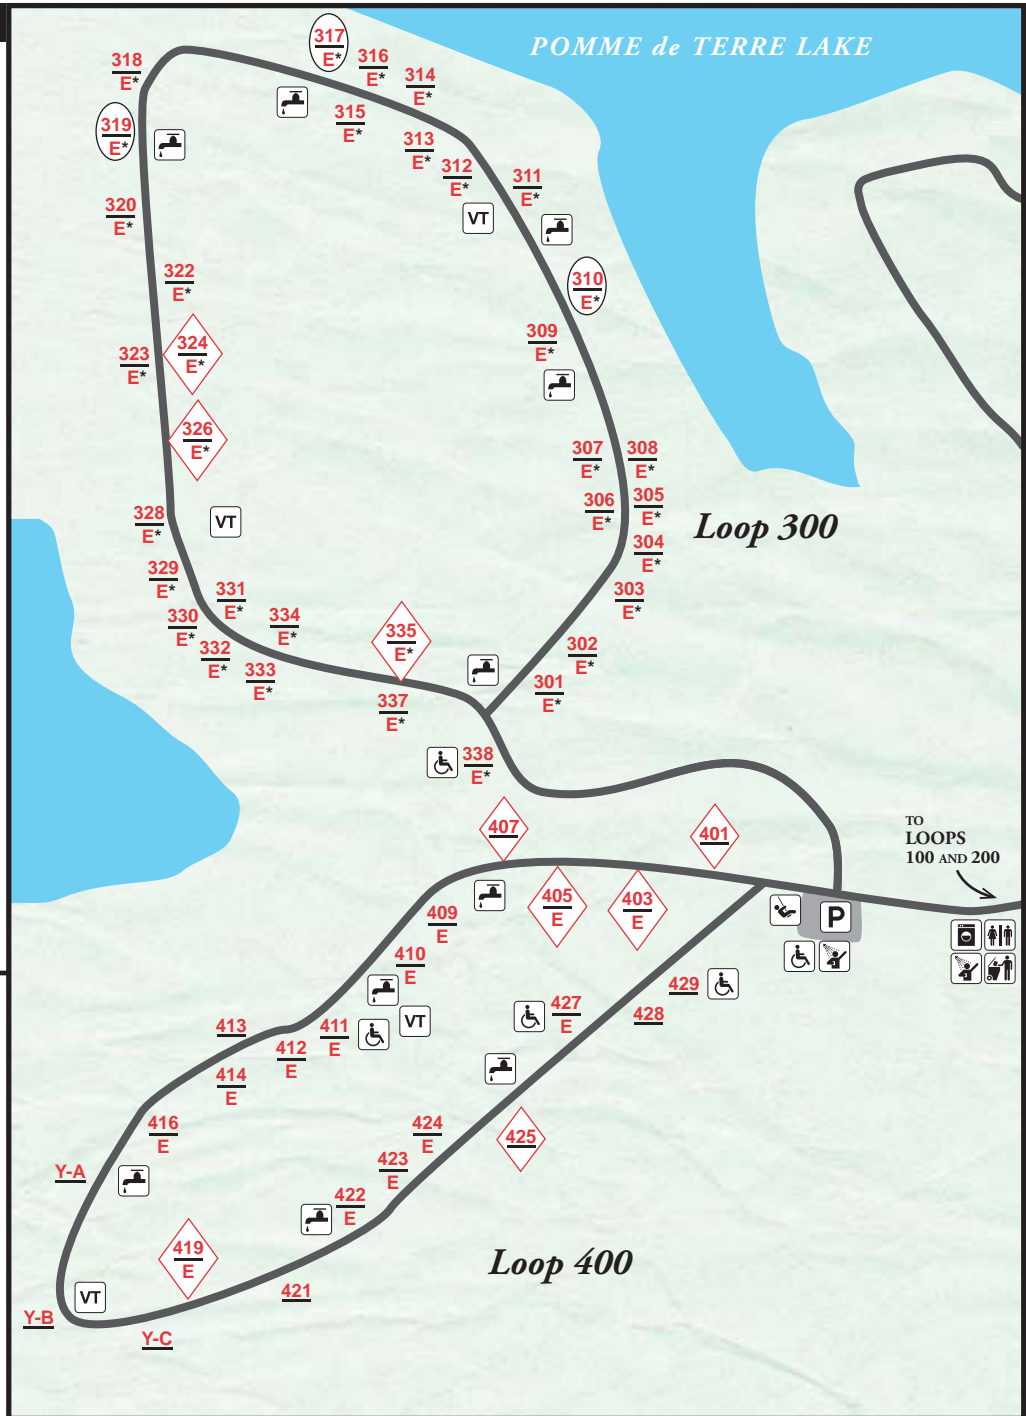 POMME de TERRE LAKE
317
E*
318
E*
316
E*
314
E*
315
E*
319
E*
313
E*
312
E*
311
E*
320
E*
VT
322
E*
310
E*
309
E*
323
E*
324
E*
326
E*
307
E*
308
E*
306
E*
305
E*
328
E*
VT
Loop 300
304
E*
329
E*
331
E*
303
E*
330
E*
334
E*
332
E*
335
E*
333
E*
302
E*
301
E*
337
E*
338
E*
407
401
TO
LOOPS
100 AND 200
405
E
403
E
P
409
E
410
E
429
427
E
428
VT
413
411
E
412
E
414
E
416
E
424
E
425
Y-A
423
E
422
E
419
E
Loop 400
421
VT
Y-B
Y-C